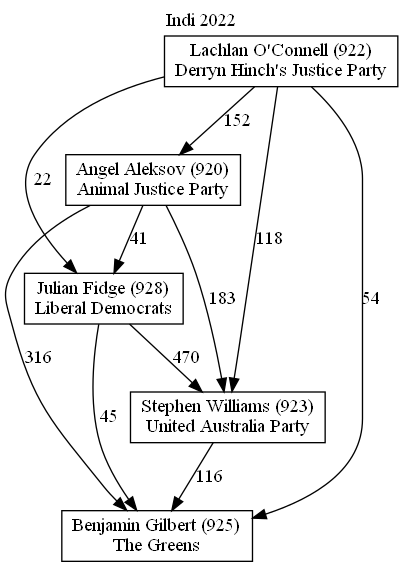 Indi 2022
Lachlan O'Connell (922)
Derryn Hinch's Justice Party
152
Angel Aleksov (920)
Animal Justice Party
22
41
118
Julian Fidge (928)
Liberal Democrats
183
54
316
470
Stephen Williams (923)
United Australia Party
45
116
Benjamin Gilbert (925)
The Greens